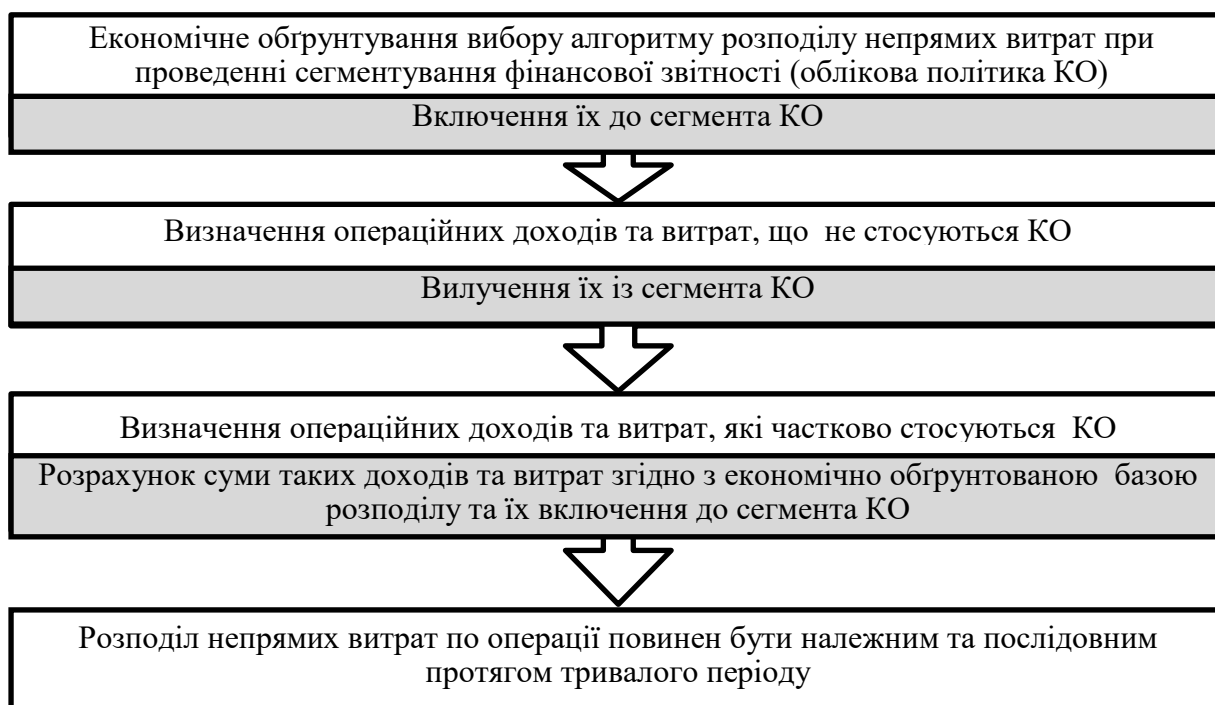 Економічне обґрунтування вибору алгоритму розподілу непрямих витрат при
проведенні сегментування фінансової звітності (облікова політика КО)
Включення їх до сегмента КО
Визначення операційних доходів та витрат, що не стосуються КО
Вилучення їх із сегмента КО
Визначення операційних доходів та витрат, які частково стосуються КО
Розрахунок суми таких доходів та витрат згідно з економічно обґрунтованою базою
розподілу та їх включення до сегмента КО
Розподіл непрямих витрат по операції повинен бути належним та послідовним
протягом тривалого періоду